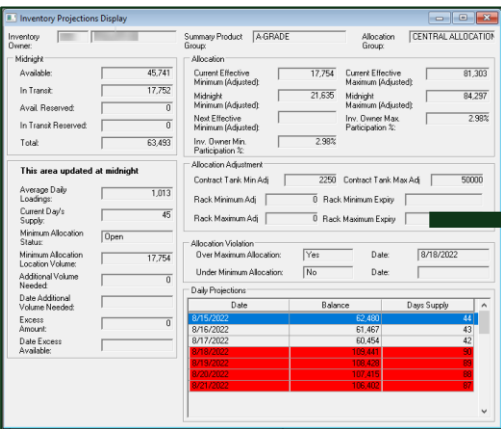 Inventory Projections Display
Inventory Owner:
Summary Product Group: A-GRADE
Allocation Group: CENTRAL ALLOCATION
Midnight
Available: 45,741
In Transit: 17,752
Avail. Reserved: 0
In Transit Reserved: 0
Total: 63,493
Allocation
Current Effective Minimum (Adjusted): 17,754
Current Effective Maximum (Adjusted): 81,303
Midnight Minimum (Adjusted): 21,635
Midnight Maximum (Adjusted): 84,297
Next Effective Minimum (Adjusted):
Inv. Owner Max. Participation %: 2.98%
Inv. Owner Min. Participation %: 2.98%
This area updated at midnight
Average Daily Loadings: 1,013
Current Day's Supply: 45
Minimum Allocation Status: Open
Minimum Allocation Location Volume: 17,754
Additional Volume Needed: 0
Date Additional Volume Needed:
Excess Amount: 0
Date Excess Available:
Allocation Adjustment
Contract Tank Min Adj 2250 Contract Tank Max Adj 50000
Rack Minimum Adj 0 Rack Minimum Expiry
Rack Maximum Adj 0 Rack Maximum Expiry
Allocation Violation
Over Maximum Allocation: Yes Date: 8/18/2022
Under Minimum Allocation: No Date:
Daily Projections
Date Balance Days Supply
8/15/2022 62,480 44
8/16/2022 61,467 43
8/17/2022 60,454 42
8/18/2022 109,441
8/19/2022 108,428
8/20/2022 107,415
8/21/2022 106,402